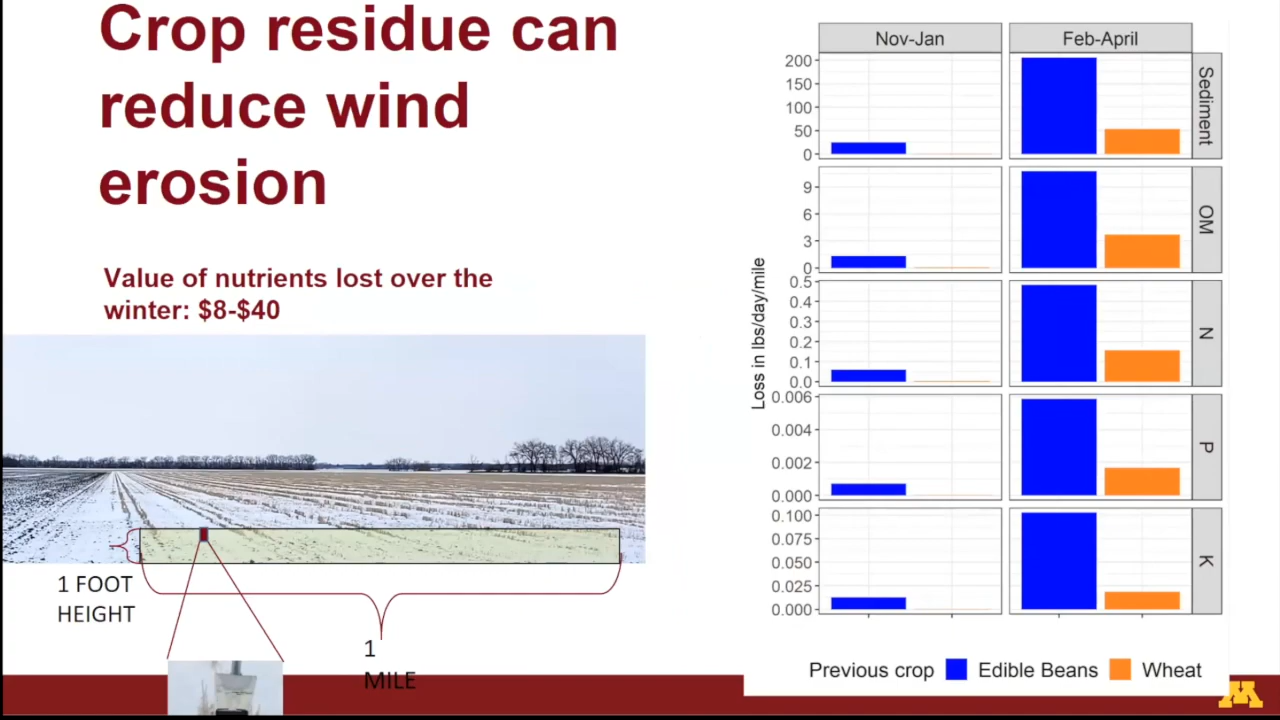 Crop residue can
reduce wind
erosion
Value of nutrients lost over the
winter: $8-$40
1 FOOT
HEIGHT
1
MILE
Nov-Jan
Feb-April
Loss in lbs/day/mile
200
150
100
50
0
Sediment
9
6
3
0
OM
0.5
0.4
0.3
0.2
0.1
0.0
N
0.006
0.004
0.002
0.000
P
0.100
0.075
0.050
0.025
0.000
K
Previous crop Edible Beans Wheat
M